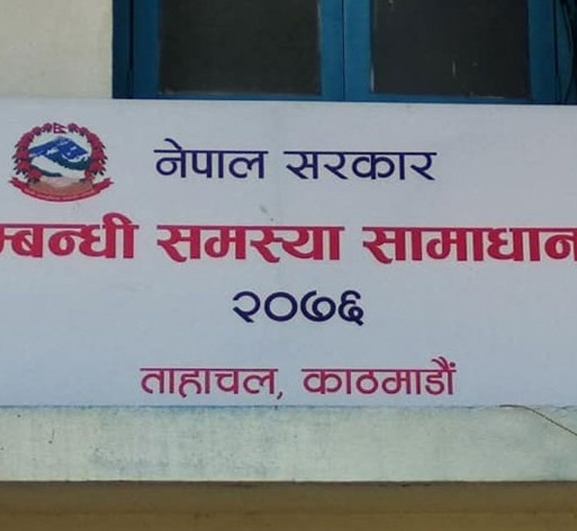 नेपाल सरकार
म्बन्धी समस्या सामाधान
२०७६
ताहाचल, काठमाडौं